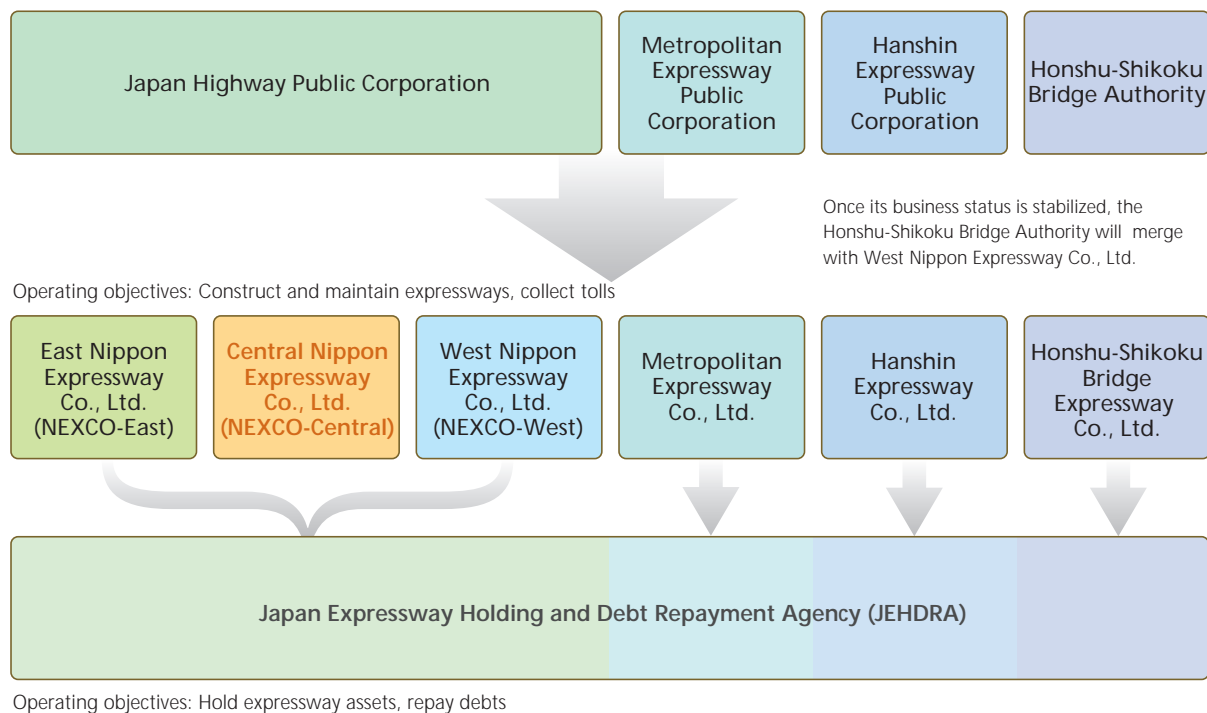 Japan Highway Public Corporation
Metropolitan
Expressway
Public
Corporation
Hanshin
Expressway
Public
Corporation
Honshu-Shikoku
Bridge Authority
Once its business status is stabilized, the
Honshu-Shikoku Bridge Authority will merge
with West Nippon Expressway Co., Ltd.
Operating objectives: Construct and maintain expressways, collect tolls
East Nippon
Expressway
Co., Ltd.
(NEXCO-East)
Central Nippon
Expressway
Co., Ltd.
(NEXCO-Central)
West Nippon
Expressway
Co., Ltd.
(NEXCO-West)
Metropolitan
Expressway
Co., Ltd.
Hanshin
Expressway
Co., Ltd.
Honshu-Shikoku
Bridge
Expressway
Co., Ltd.
Japan Expressway Holding and Debt Repayment Agency (JEHDRA)
Operating objectives: Hold expressway assets, repay debts